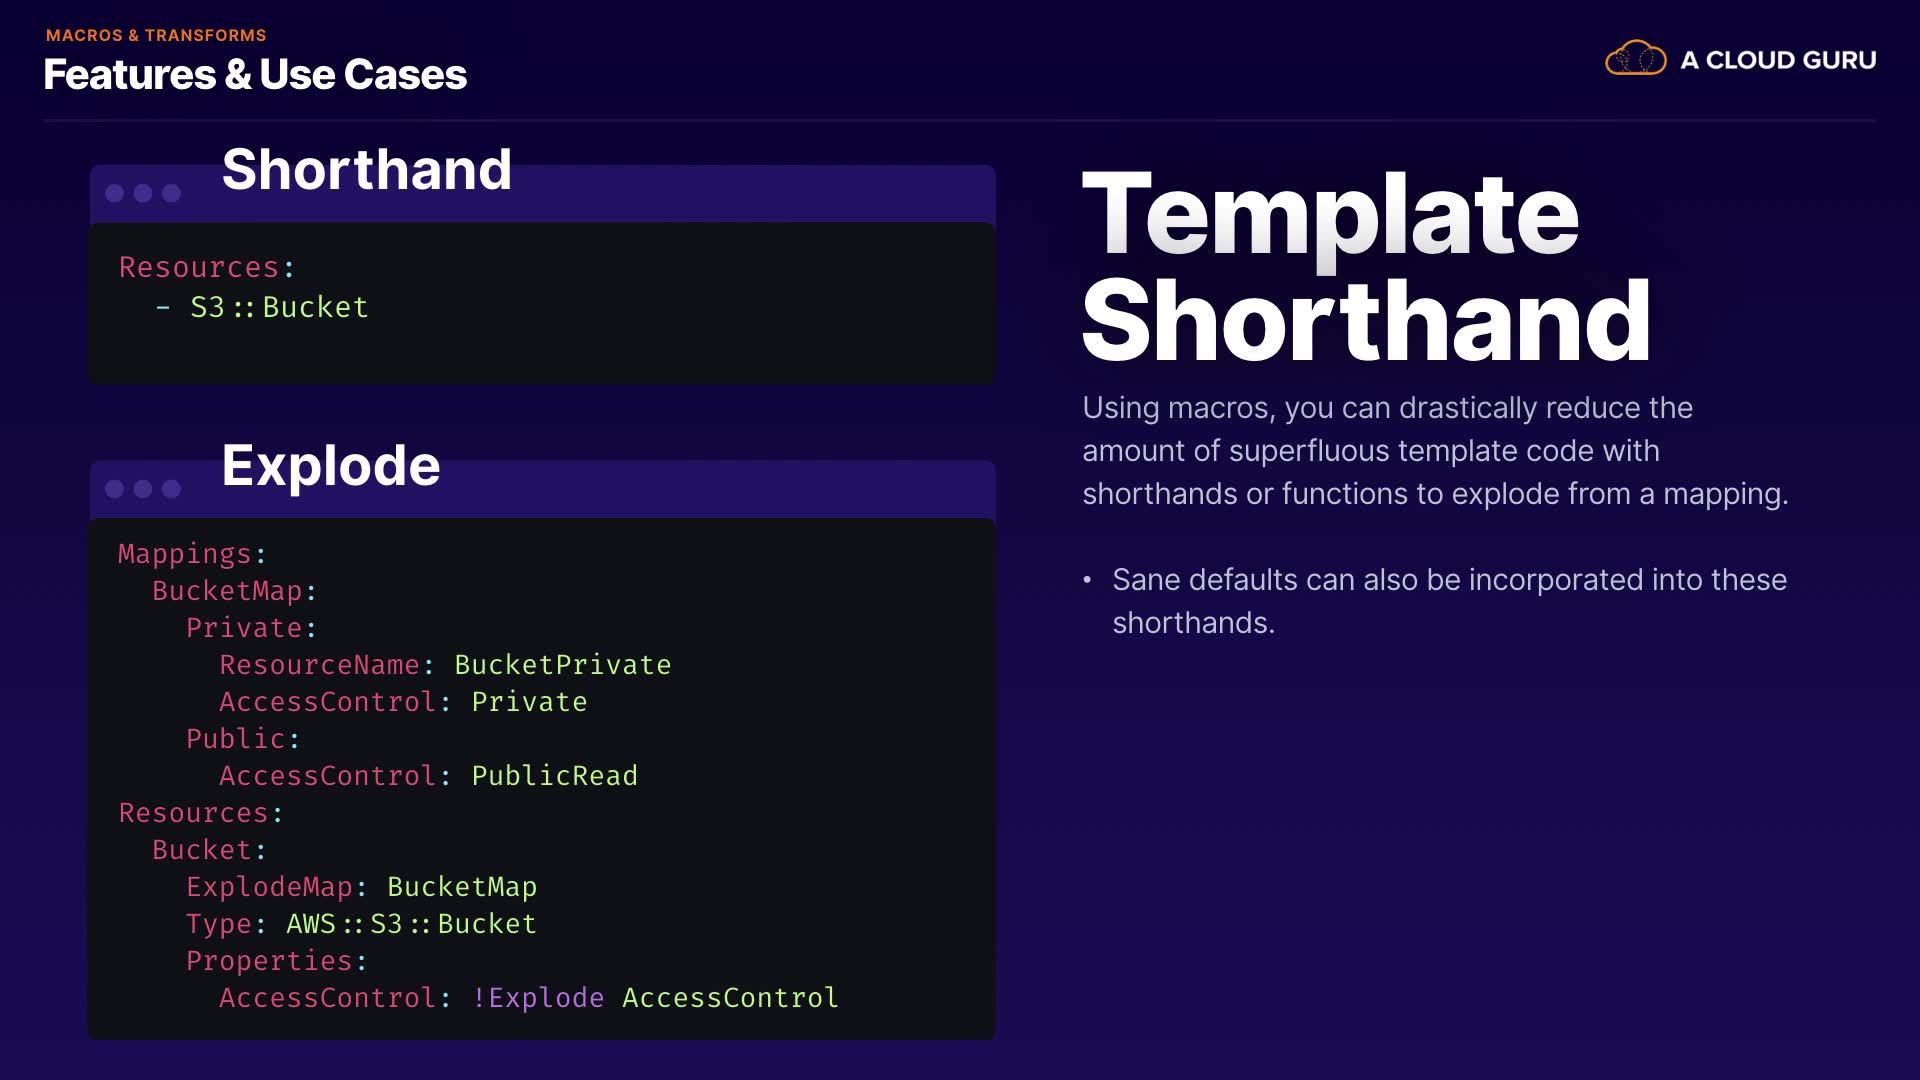 MACROS & TRANSFORMS
Features & Use Cases
A CLOUD GURU
Shorthand
Resources:
  - S3::Bucket
Explode
Mappings:
  BucketMap:
    Private:
      ResourceName: BucketPrivate
      AccessControl: Private
    Public:
      AccessControl: PublicRead
Resources:
  Bucket:
    ExplodeMap: BucketMap
    Type: AWS::S3::Bucket
    Properties:
      AccessControl: !Explode AccessControl
Template
Shorthand
Using macros, you can drastically reduce the
amount of superfluous template code with
shorthands or functions to explode from a mapping.
• Sane defaults can also be incorporated into these
shorthands.